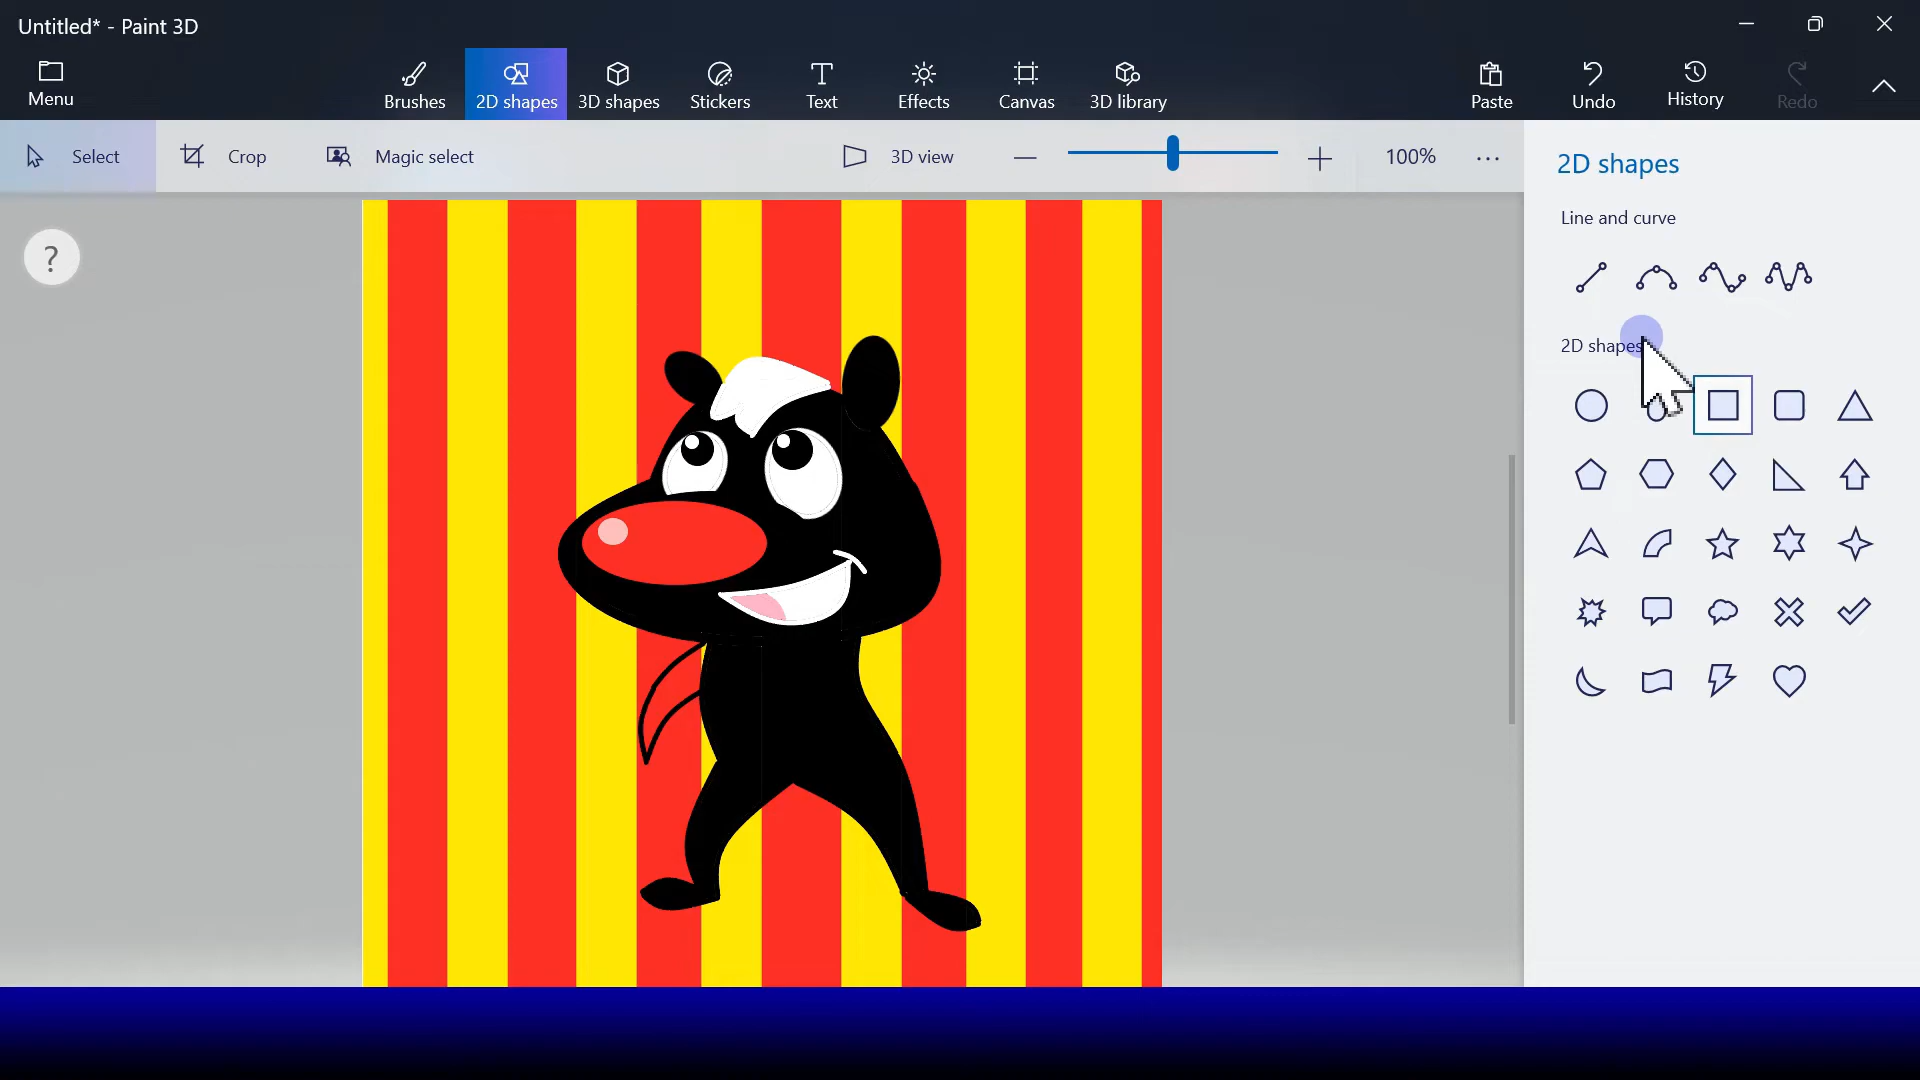 Untitled* - Paint 3D
Menu
Brushes
2D shapes
3D shapes
Stickers
Text
Effects
Canvas
3D library
Paste
Undo
History
Redo
Select
Crop
Magic select
3D view
100%
?
2D shapes
Line and curve
2D shapes